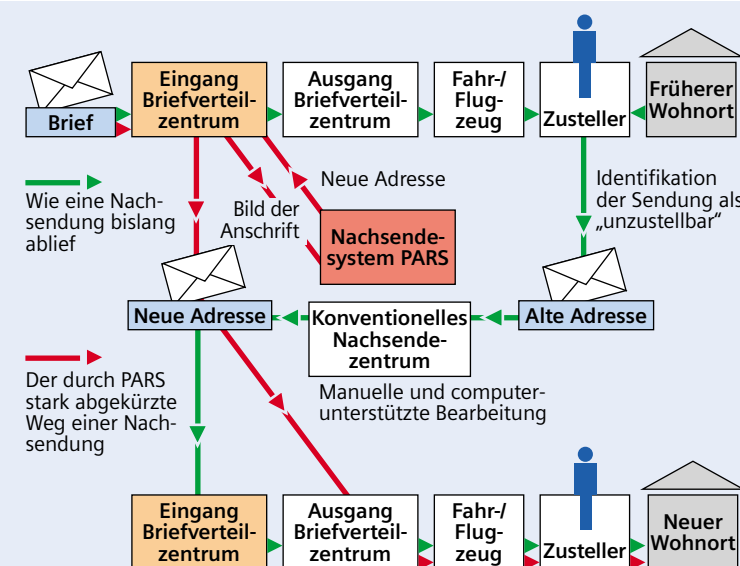 Brief
Eingang
Briefverteil-
zentrum
Ausgang
Briefverteil-
zentrum
Fahr-/
Flug-
zeug
Zusteller
Früherer
Wohnort
Wie eine Nach-
sendung bislang
ablief
Bild der
Anschrift
Neue Adresse
Nachsende-
system PARS
Identifikation
der Sendung als
„unzustellbar“
Neue Adresse
Konventionelles
Nachsende-
zentrum
Alte Adresse
Manuelle und computer-
unterstützte Bearbeitung
Der durch PARS
stark abgekürzte
Weg einer Nach-
sendung
Eingang
Briefverteil-
zentrum
Ausgang
Briefverteil-
zentrum
Fahr-/
Flug-
zeug
Zusteller
Neuer
Wohnort